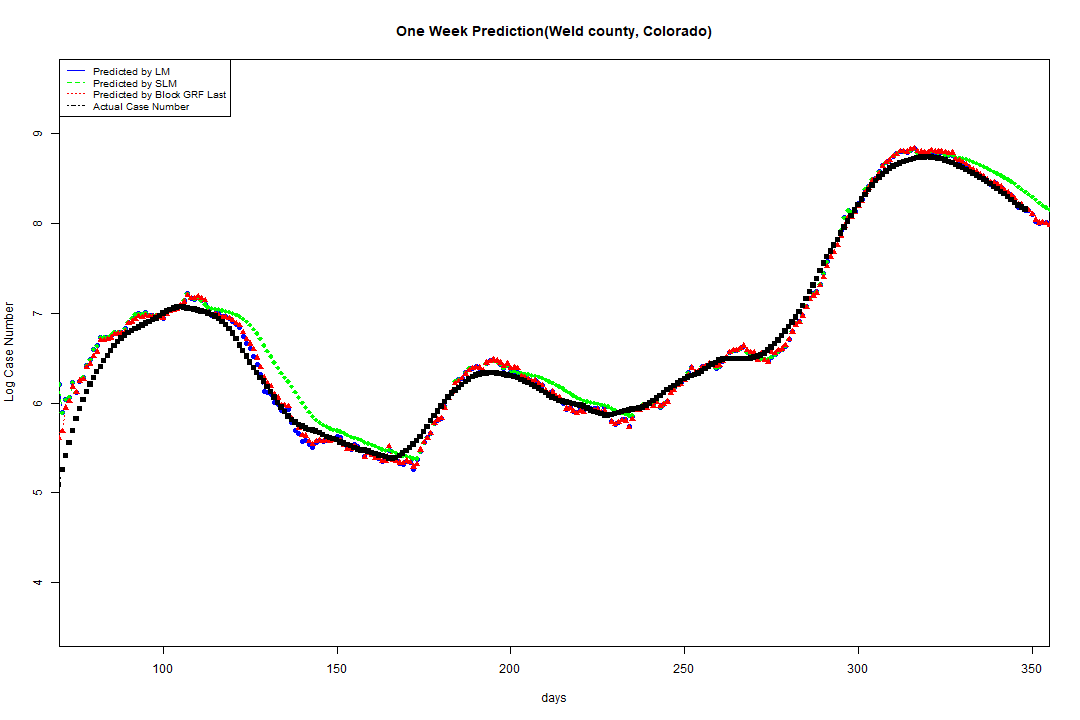 One Week Prediction(Weld county, Colorado)
Predicted by LM
Predicted by SLM
Predicted by Block GRF Last
Actual Case Number
9
8
7
6
5
4
Log Case Number
100 150 200 250 300 350
days